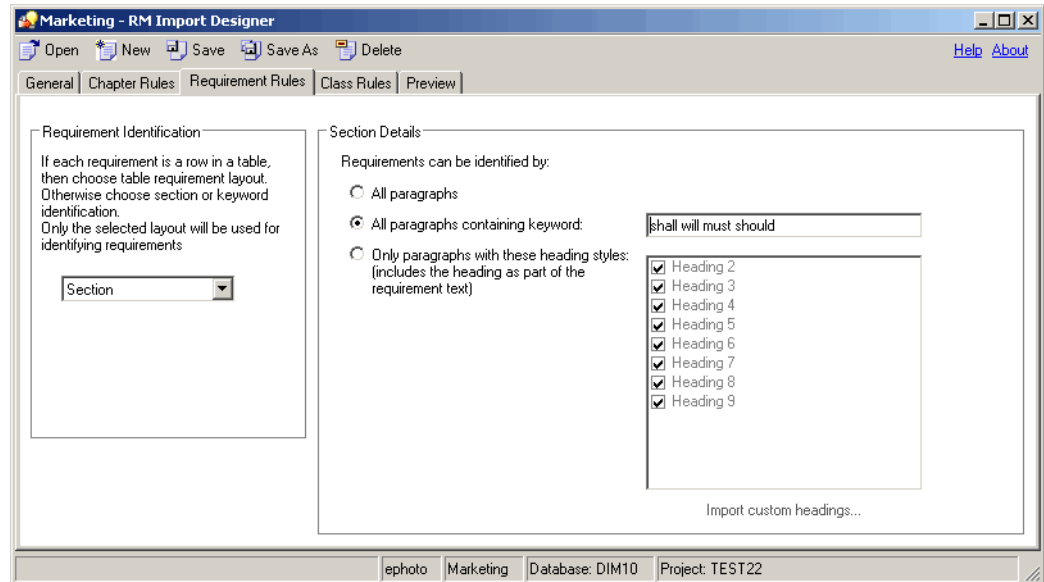 Marketing - RM Import Designer
Open New Save Save As Delete Help About
General Chapter Rules Requirement Rules Class Rules Preview
Requirement Identification
If each requirement is a row in a table,
then choose table requirement layout.
Otherwise choose section or keyword
identification.
Only the selected layout will be used for
identifying requirements
Section
Section Details
Requirements can be identified by:
All paragraphs
All paragraphs containing keyword: shall will must should
Only paragraphs with these heading styles:
(includes the heading as part of the
requirement text)
Heading 2
Heading 3
Heading 4
Heading 5
Heading 6
Heading 7
Heading 8
Heading 9
Import custom headings...
ephoto Marketing Database: DIM10 Project: TEST22